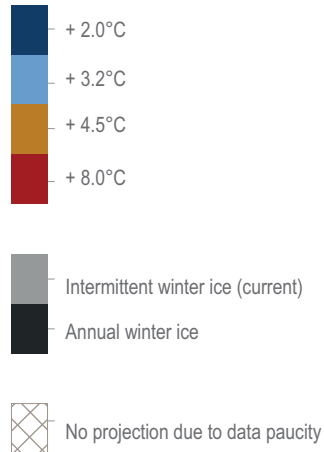 + 2.0°C
+ 3.2°C
+ 4.5°C
+ 8.0°C
Intermittent winter ice (current)
Annual winter ice
No projection due to data paucity